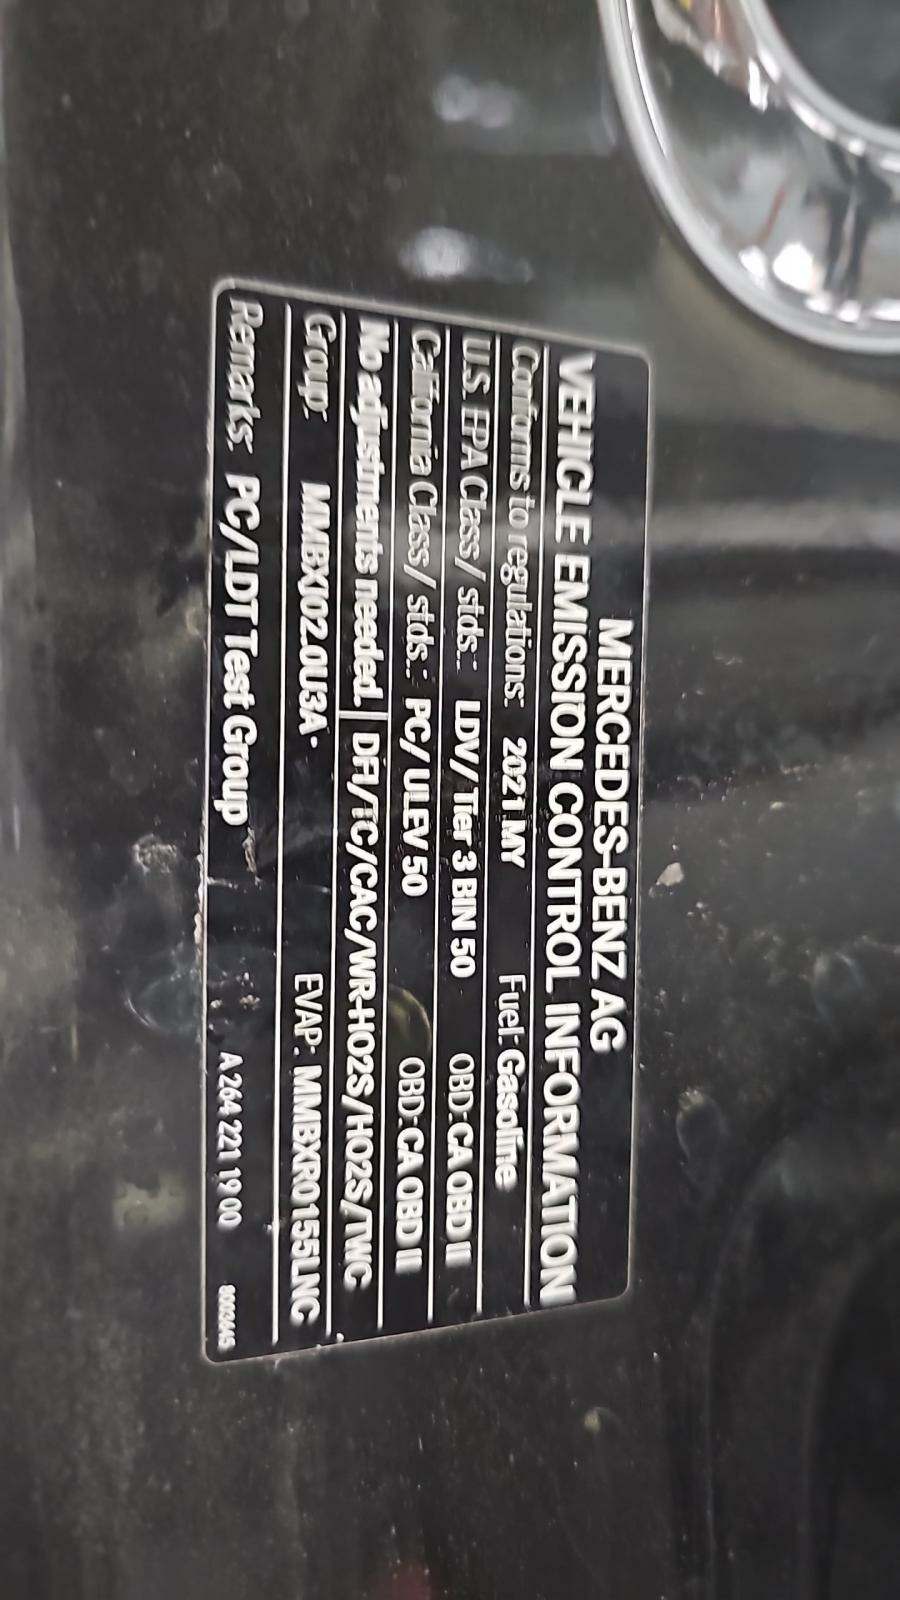 MERCEDES-BENZ AG
VEHICLE EMISSION CONTROL INFORMATION
Conforms to regulations: 2021 MY Fuel: Gasoline
U.S. EPA Class/ stds.: LDV// Tier 3 BIN 50 OBD: CA OBD II
California Class/ stds.: PC/ ULEV 50 OBD: CA OBD II
No adjustments needed. DFI/TC/CAC/WR-HO2S/HO2S/TWC
Group: MMBXJ02.0U3A EVAP: MMBXR0155LNC
Remarks: PC/LDT Test Group A 264 221 19 00